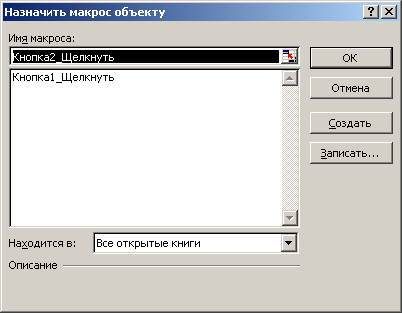 Назначить макрос объекту
Имя макроса:
Кнопка2_Щелкнуть
Кнопка1_Щелкнуть
OK
Отмена
Создать
Записать...
Находится в:
Все открытые книги
Описание